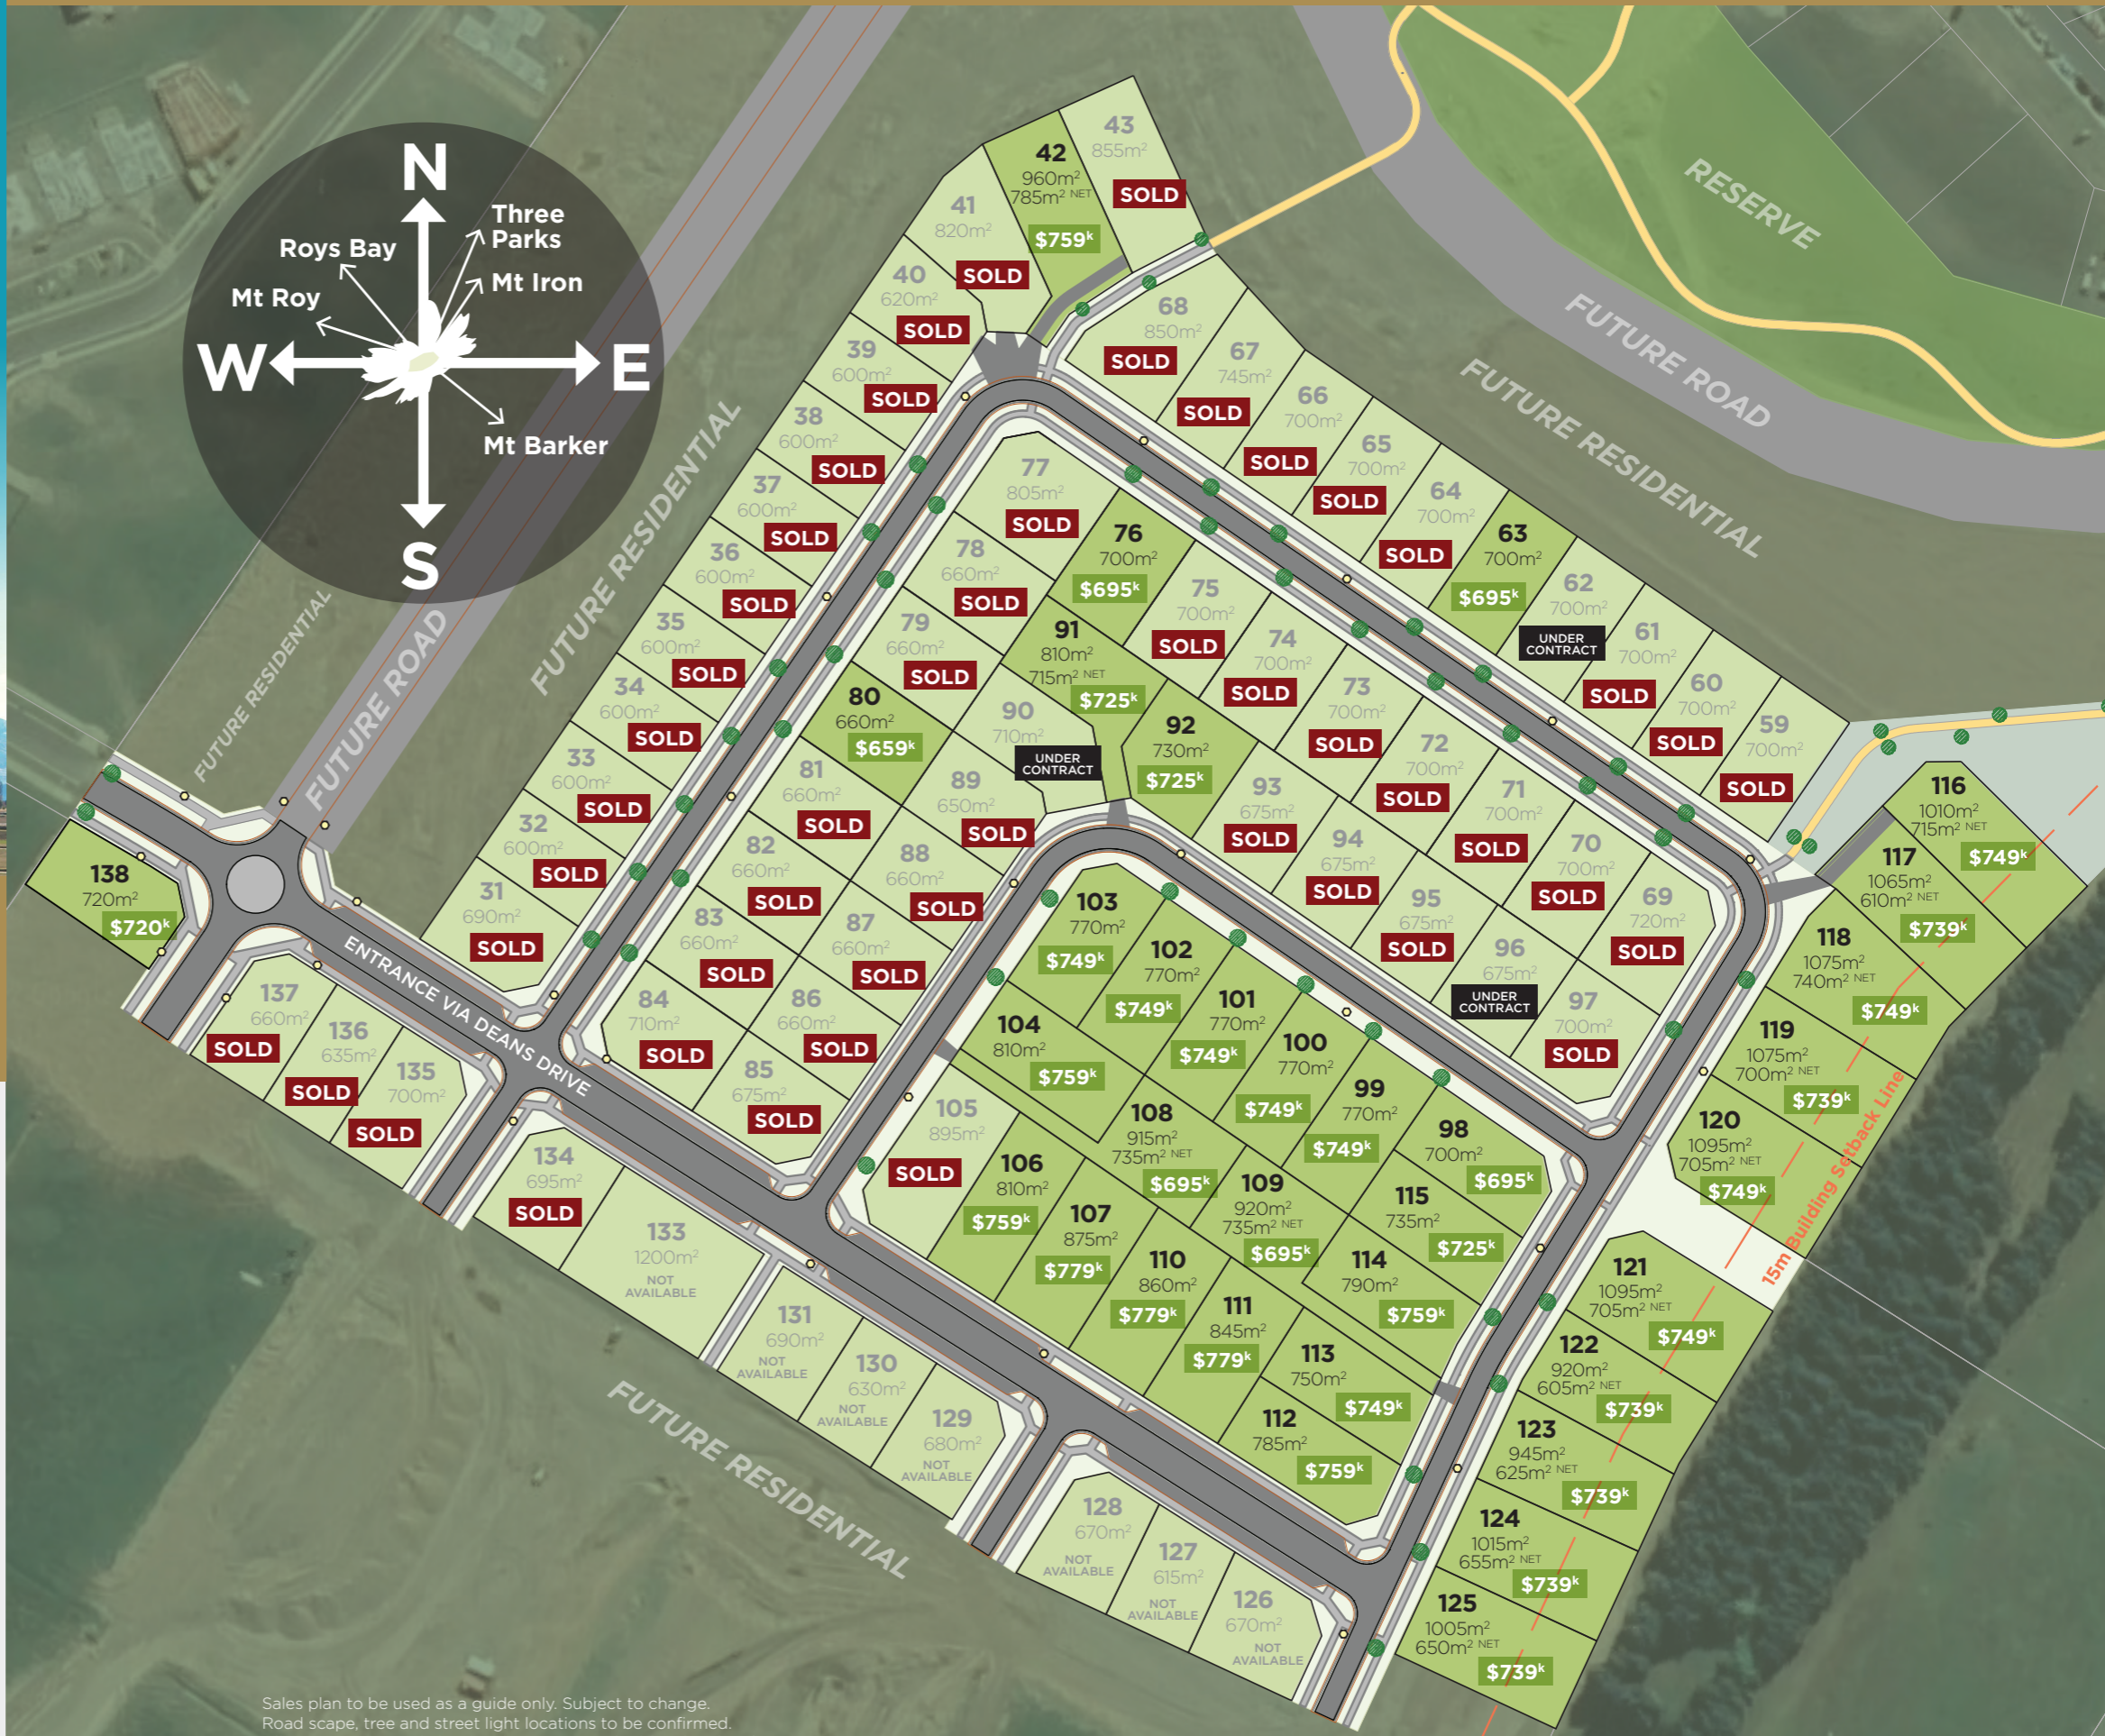 N
Three
Parks
Roys Bay
Mt Iron
Mt Roy
W
E
Mt Barker
S
FUTURE RESIDENTIAL
FUTURE ROAD
FUTURE RESIDENTIAL
RESERVE
FUTURE ROAD
FUTURE RESIDENTIAL
43
855m²
SOLD
42
960m²
785m² NET
$759ᵏ
41
820m²
SOLD
40
620m²
SOLD
39
600m²
SOLD
38
600m²
SOLD
37
600m²
SOLD
36
600m²
SOLD
35
600m²
SOLD
34
600m²
SOLD
33
600m²
SOLD
32
600m²
SOLD
31
690m²
SOLD
68
850m²
SOLD
67
745m²
SOLD
66
700m²
SOLD
65
700m²
SOLD
64
700m²
SOLD
63
700m²
$695ᵏ
62
700m²
UNDER
CONTRACT
61
700m²
SOLD
60
700m²
SOLD
59
700m²
SOLD
77
805m²
SOLD
76
700m²
$695ᵏ
75
700m²
SOLD
74
700m²
SOLD
73
700m²
SOLD
72
700m²
SOLD
71
700m²
SOLD
70
700m²
SOLD
69
720m²
SOLD
78
660m²
SOLD
79
660m²
SOLD
80
660m²
$659ᵏ
81
660m²
SOLD
82
660m²
SOLD
83
660m²
SOLD
84
710m²
SOLD
85
675m²
SOLD
86
660m²
SOLD
87
660m²
SOLD
88
660m²
SOLD
89
650m²
SOLD
90
710m²
UNDER
CONTRACT
91
810m²
715m² NET
$725ᵏ
92
730m²
$725ᵏ
93
675m²
SOLD
94
675m²
SOLD
95
675m²
SOLD
96
675m²
UNDER
CONTRACT
97
700m²
SOLD
103
770m²
$749ᵏ
102
770m²
$749ᵏ
101
770m²
$749ᵏ
100
770m²
$749ᵏ
99
770m²
$749ᵏ
98
700m²
$695ᵏ
104
810m²
$759ᵏ
105
895m²
SOLD
106
810m²
$759ᵏ
107
875m²
$779ᵏ
108
915m²
735m² NET
$695ᵏ
109
920m²
735m² NET
$695ᵏ
110
860m²
$779ᵏ
111
845m²
$779ᵏ
112
785m²
$759ᵏ
113
750m²
$749ᵏ
114
790m²
$759ᵏ
115
735m²
$725ᵏ
116
1010m²
715m² NET
$749ᵏ
117
1065m²
610m² NET
$739ᵏ
118
1075m²
740m² NET
$749ᵏ
119
1075m²
700m² NET
$739ᵏ
120
1095m²
705m² NET
$749ᵏ
15m Building Setback Line
121
1095m²
705m² NET
$749ᵏ
122
920m²
605m² NET
$739ᵏ
123
945m²
625m² NET
$739ᵏ
124
1015m²
655m² NET
$739ᵏ
125
1005m²
650m² NET
$739ᵏ
138
720m²
$720ᵏ
ENTRANCE VIA DEANS DRIVE
137
660m²
SOLD
136
635m²
SOLD
135
700m²
SOLD
134
695m²
SOLD
133
1200m²
NOT
AVAILABLE
131
690m²
NOT
AVAILABLE
130
630m²
NOT
AVAILABLE
129
680m²
NOT
AVAILABLE
128
670m²
NOT
AVAILABLE
127
615m²
NOT
AVAILABLE
126
670m²
NOT
AVAILABLE
FUTURE RESIDENTIAL
Sales plan to be used as a guide only. Subject to change.
Road scape, tree and street light locations to be confirmed.